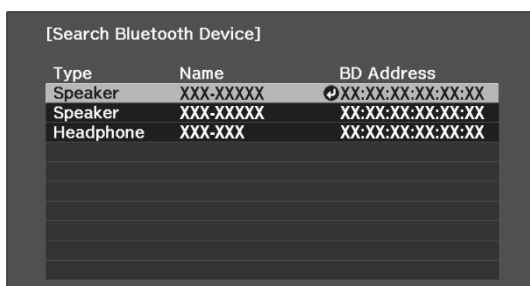 [Search Bluetooth Device]
Type Name BD Address
Speaker XXX-XXXXX XX:XX:XX:XX:XX:XX
Speaker XXX-XXXXX XX:XX:XX:XX:XX:XX
Headphone XXX-XXX XX:XX:XX:XX:XX:XX